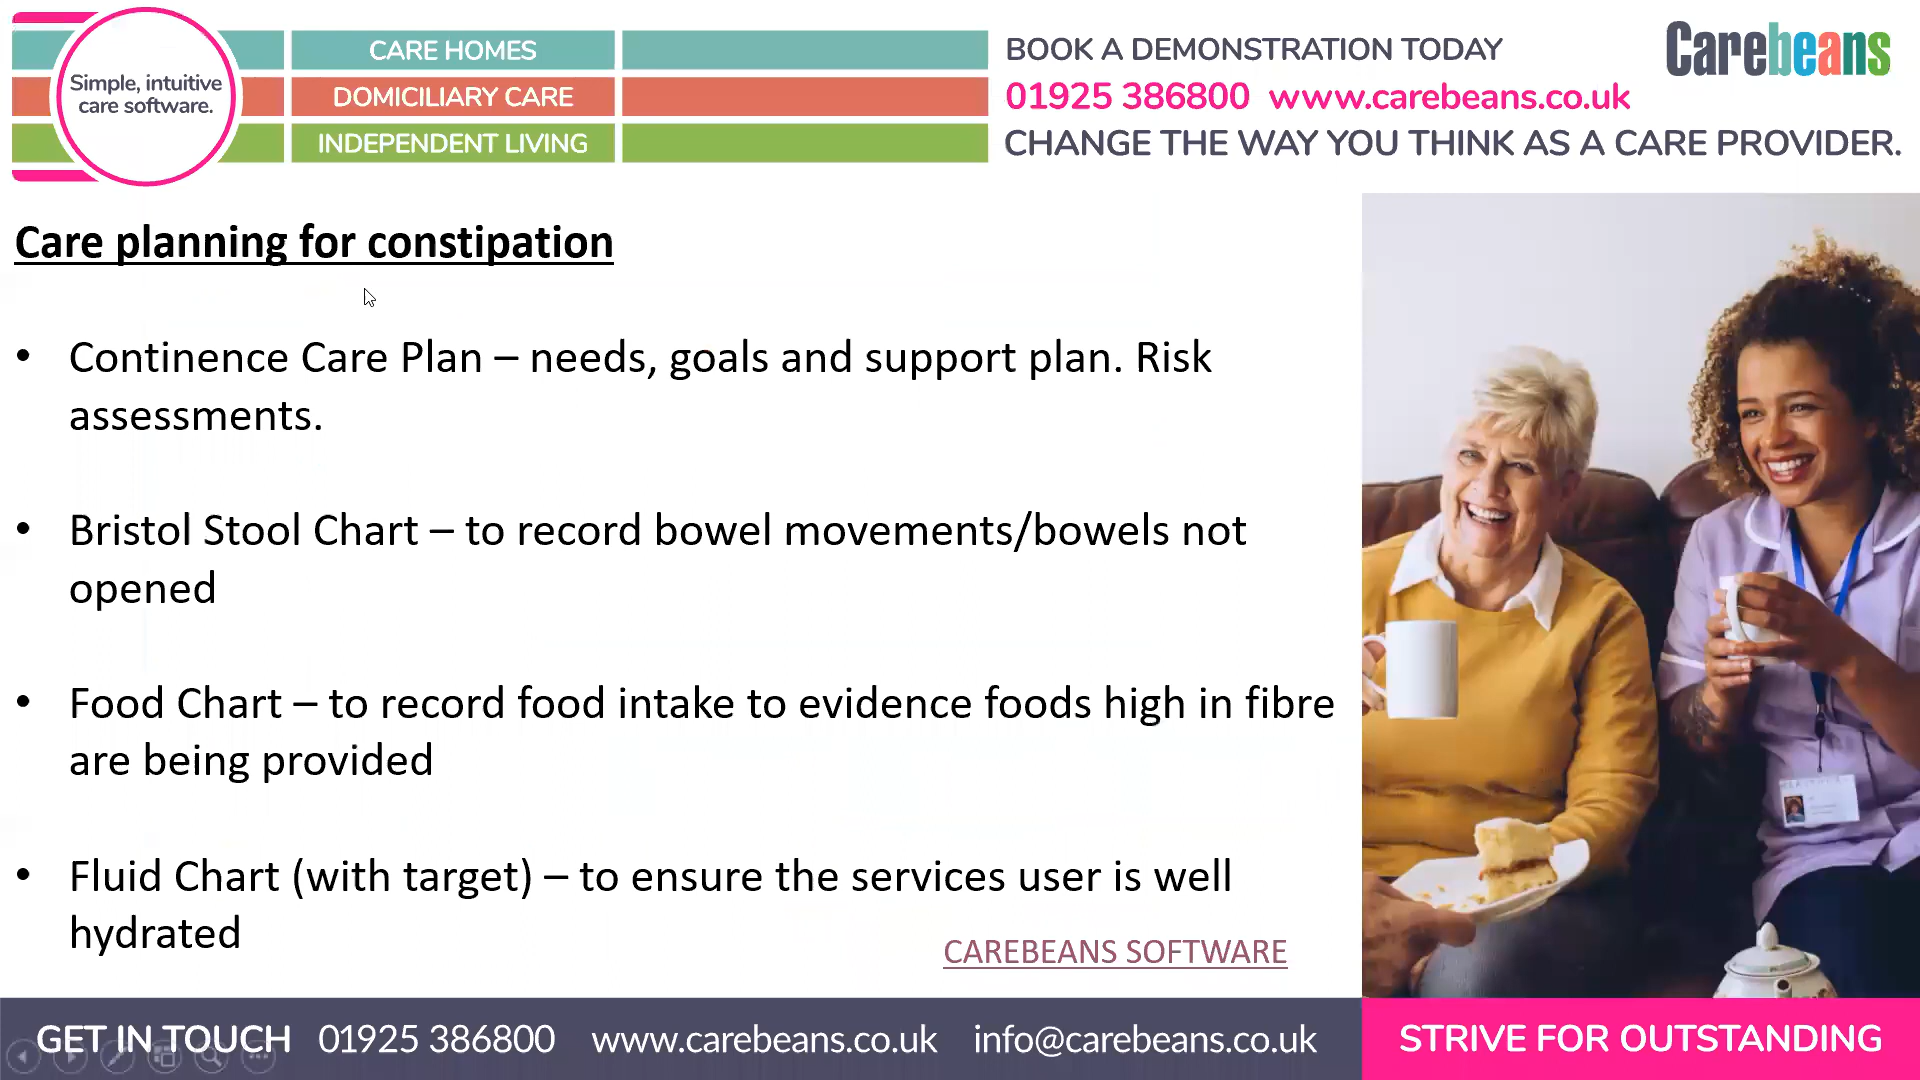 Simple, intuitive
care software.
CARE HOMES
DOMICILIARY CARE
INDEPENDENT LIVING
BOOK A DEMONSTRATION TODAY
01925 386800 www.carebeans.co.uk
CHANGE THE WAY YOU THINK AS A CARE PROVIDER.
Carebeans
Care planning for constipation
• Continence Care Plan – needs, goals and support plan. Risk
assessments.
• Bristol Stool Chart – to record bowel movements/bowels not
opened
• Food Chart – to record food intake to evidence foods high in fibre
are being provided
• Fluid Chart (with target) – to ensure the services user is well
hydrated
CAREBEANS SOFTWARE
GET IN TOUCH 01925 386800 www.carebeans.co.uk info@carebeans.co.uk
STRIVE FOR OUTSTANDING